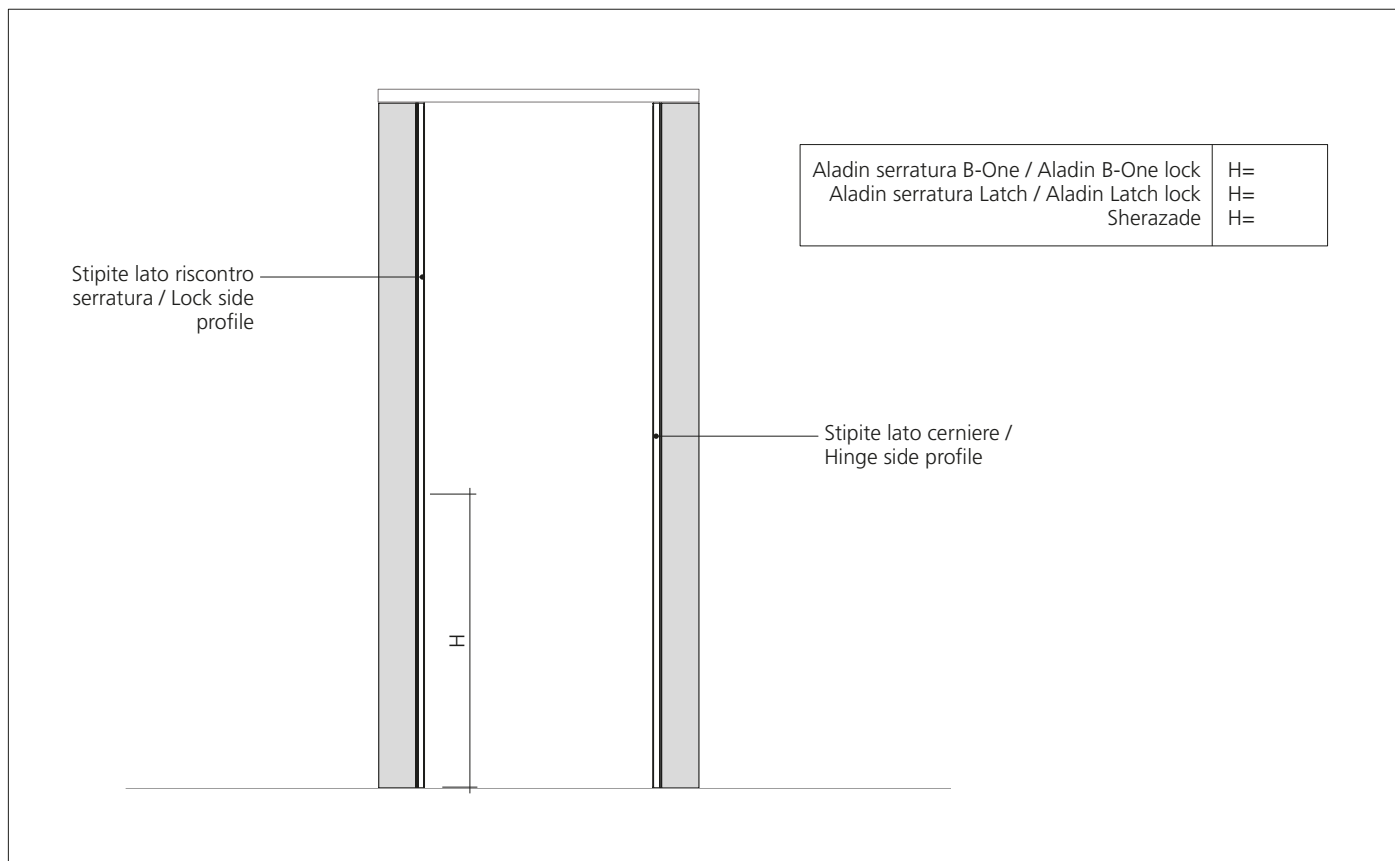 Aladin serratura B-One / Aladin B-One lock H=
Aladin serratura Latch / Aladin Latch lock H=
Sherazade H=
Stipite lato riscontro
serratura / Lock side
profile
Stipite lato cerniere /
Hinge side profile
H